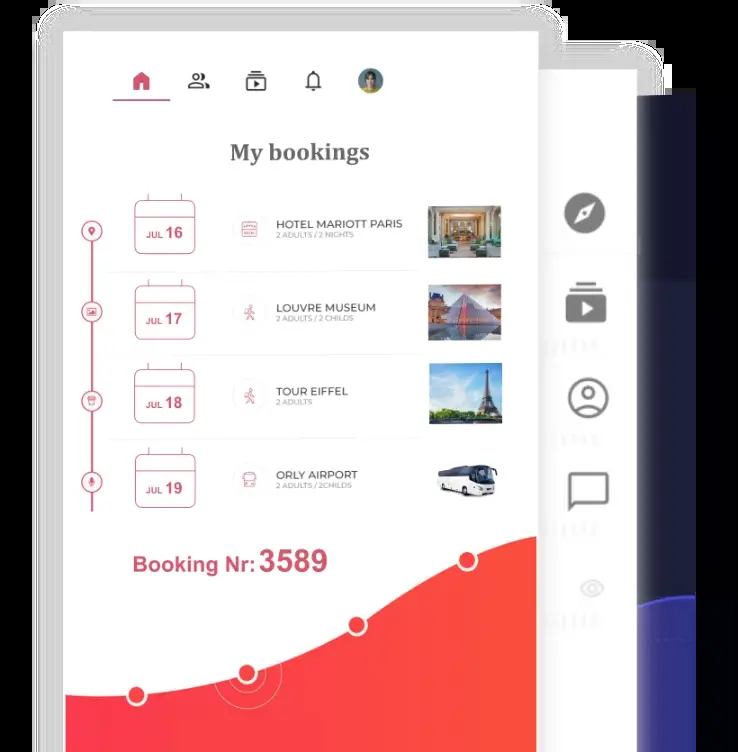 My bookings
JUL 16
HOTEL MARIOTT PARIS
2 ADULTS / 2 NIGHTS
JUL 17
LOUVRE MUSEUM
2 ADULTS / 2 CHILDS
JUL 18
TOUR EIFFEL
2 ADULTS
JUL 19
ORLY AIRPORT
2 ADULTS / 2CHILDS
Booking Nr: 3589